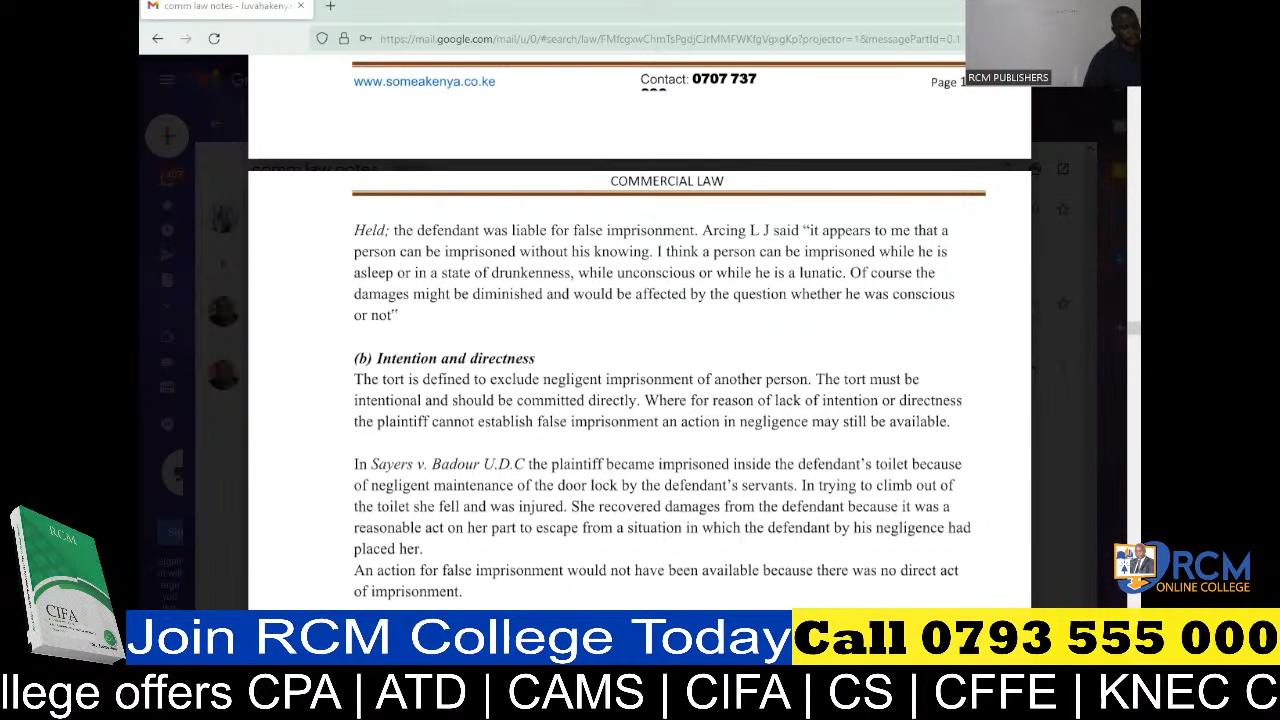 comm law notes - luvahakenya
https://mail.google.com/mail/u/0/#search/law/FMfcgxwChmTsPgdjCJrMMFWKfgVgxgKp?projector=1&messagePartId=0.1
RCM PUBLISHERS
www.someakenya.co.ke Contact: 0707 737 Page 1
comm law notes
COMMERCIAL LAW
Held; the defendant was liable for false imprisonment. Arcing L J said “it appears to me that a
person can be imprisoned without his knowing. I think a person can be imprisoned while he is
asleep or in a state of drunkenness, while unconscious or while he is a lunatic. Of course the
damages might be diminished and would be affected by the question whether he was conscious
or not‟
(b) Intention and directness
The tort is defined to exclude negligent imprisonment of another person. The tort must be
intentional and should be committed directly. Where for reason of lack of intention or directness
the plaintiff cannot establish false imprisonment an action in negligence may still be available.
In Sayers v. Badour U.D.C the plaintiff became imprisoned inside the defendant’s toilet because
of negligent maintenance of the door lock by the defendant’s servants. In trying to climb out of
the toilet she fell and was injured. She recovered damages from the defendant because it was a
reasonable act on her part to escape from a situation in which the defendant by his negligence had
placed her.
An action for false imprisonment would not have been available because there was no direct act
of imprisonment.
RCM
CIFA
RCM
ONLINE COLLEGE
Join RCM College Today Call 0793 555 000
llege offers CPA | ATD | CAMS | CIFA | CS | CFFE | KNEC C